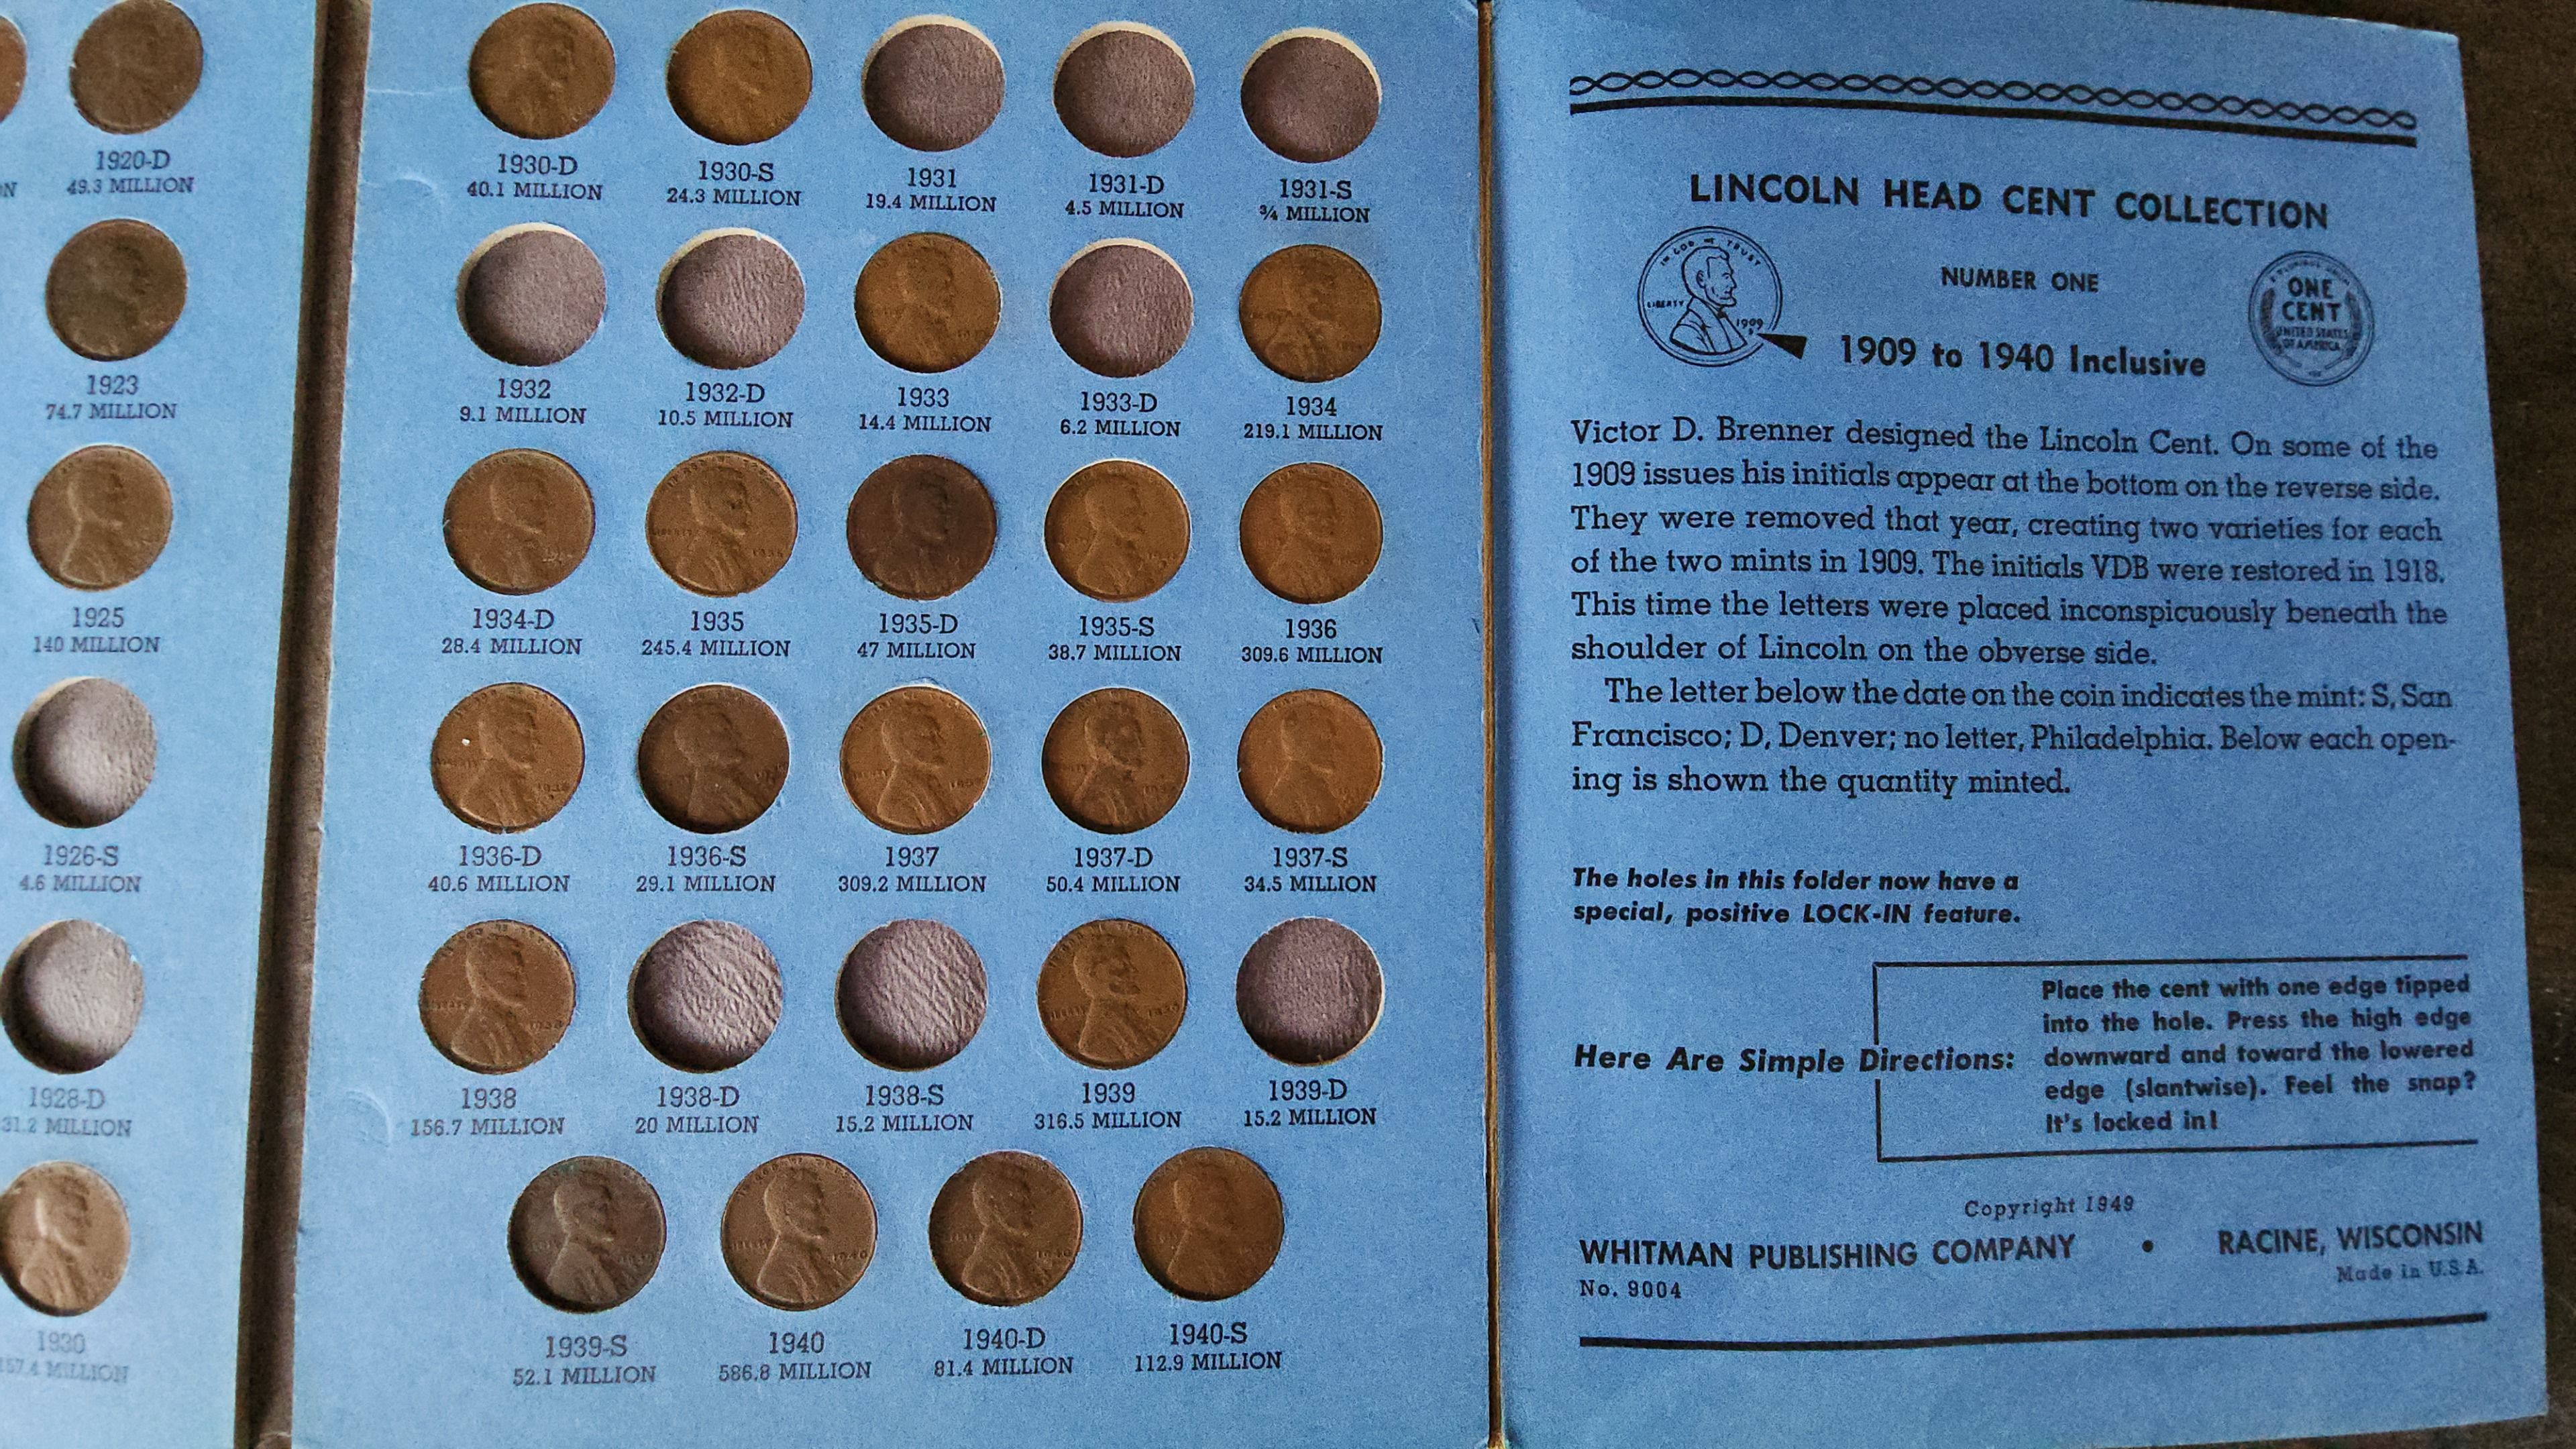 1920-D
49.3 MILLION
1923
74.7 MILLION
1925
140 MILLION
1926-S
4.6 MILLION
1928-D
31.2 MILLION
1930
157.4 MILLION
1930-D
40.1 MILLION
1930-S
24.3 MILLION
1931
19.4 MILLION
1931-D
4.5 MILLION
1931-S
¾ MILLION
1932
9.1 MILLION
1932-D
10.5 MILLION
1933
14.4 MILLION
1933-D
6.2 MILLION
1934
219.1 MILLION
1934-D
28.4 MILLION
1935
245.4 MILLION
1935-D
47 MILLION
1935-S
38.7 MILLION
1936
309.6 MILLION
1936-D
40.6 MILLION
1936-S
29.1 MILLION
1937
309.2 MILLION
1937-D
50.4 MILLION
1937-S
34.5 MILLION
1938
156.7 MILLION
1938-D
20 MILLION
1938-S
15.2 MILLION
1939
316.5 MILLION
1939-D
15.2 MILLION
1939-S
52.1 MILLION
1940
586.8 MILLION
1940-D
81.4 MILLION
1940-S
112.9 MILLION
LINCOLN HEAD CENT COLLECTION
IN GOD WE TRUST
LIBERTY
1909
NUMBER ONE
1909 to 1940 Inclusive
ONE
CENT
UNITED STATES
OF AMERICA
Victor D. Brenner designed the Lincoln Cent. On some of the
1909 issues his initials appear at the bottom on the reverse side.
They were removed that year, creating two varieties for each
of the two mints in 1909. The initials VDB were restored in 1918.
This time the letters were placed inconspicuously beneath the
shoulder of Lincoln on the obverse side.
The letter below the date on the coin indicates the mint: S, San
Francisco; D, Denver; no letter, Philadelphia. Below each open-
ing is shown the quantity minted.
The holes in this folder now have a
special, positive LOCK-IN feature.
Here Are Simple Directions:
Place the cent with one edge tipped
into the hole. Press the high edge
downward and toward the lowered
edge (slantwise). Feel the snap?
It's locked in!
Copyright 1949
WHITMAN PUBLISHING COMPANY • RACINE, WISCONSIN
No. 9004
Made in U.S.A.